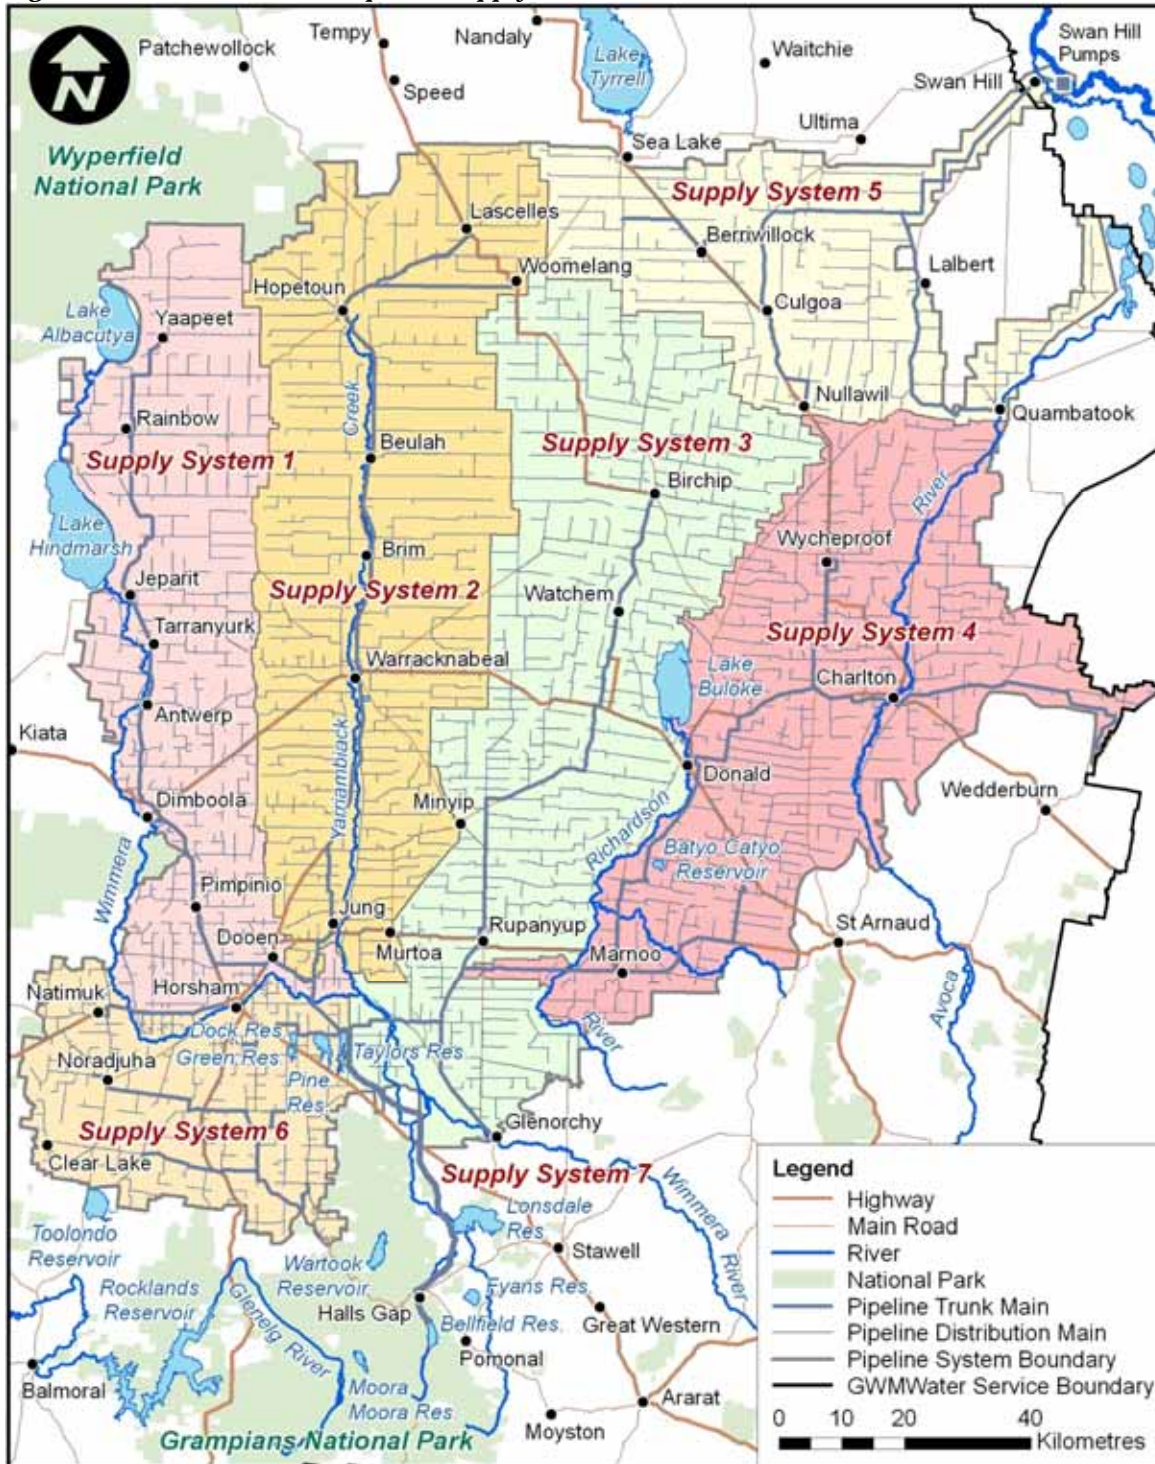 Patchewollock
Tempy
Nandaly
Waitchie
Swan Hill
Pumps
Lake
Tyrrell
Swan Hill
Speed
N
Ultima
Wyperfield
National Park
Sea Lake
Supply System 5
Lascelles
Berriwillock
Woomelang
Lalbert
Hopetoun
Culgoa
Lake
Albacutya
Yaapeet
Creek
Nullawil
Quambatook
Rainbow
Supply System 1
Beulah
Supply System 3
Birchip
River
Lake
Hindmarsh
Brim
Wycheproof
Jeparit
Supply System 2
Watchem
Tarranyurk
Supply System 4
Warracknabeal
Lake
Buloke
Charlton
Antwerp
Kiata
Yarriambiack
Donald
Dimboola
Minyip
Wedderburn
Richardson
Batyo Catyo
Reservoir
Wimmera
Pimpinio
Jung
St Arnaud
Dooen
Rupanyup
Murtoa
Marnoo
Natimuk
Horsham
Avoca
Dock Res
Green Res
Taylors Res
River
Noradjuha
Pine
Res
Glenorchy
Supply System 6
Clear Lake
Supply System 7
Wimmera
River
Lonsdale
Res
Toolondo
Reservoir
Stawell
Wartook
Reservoir
Rocklands
Reservoir
Fyans Res
Glenelg River
Halls Gap
Bellfield Res.
Great Western
Pomonal
Balmoral
Moora
Moora Res
Ararat
Moyston
Grampians National Park
Legend
Highway
Main Road
River
National Park
Pipeline Trunk Main
Pipeline Distribution Main
Pipeline System Boundary
GWMWater Service Boundary
0 10 20 40
Kilometres